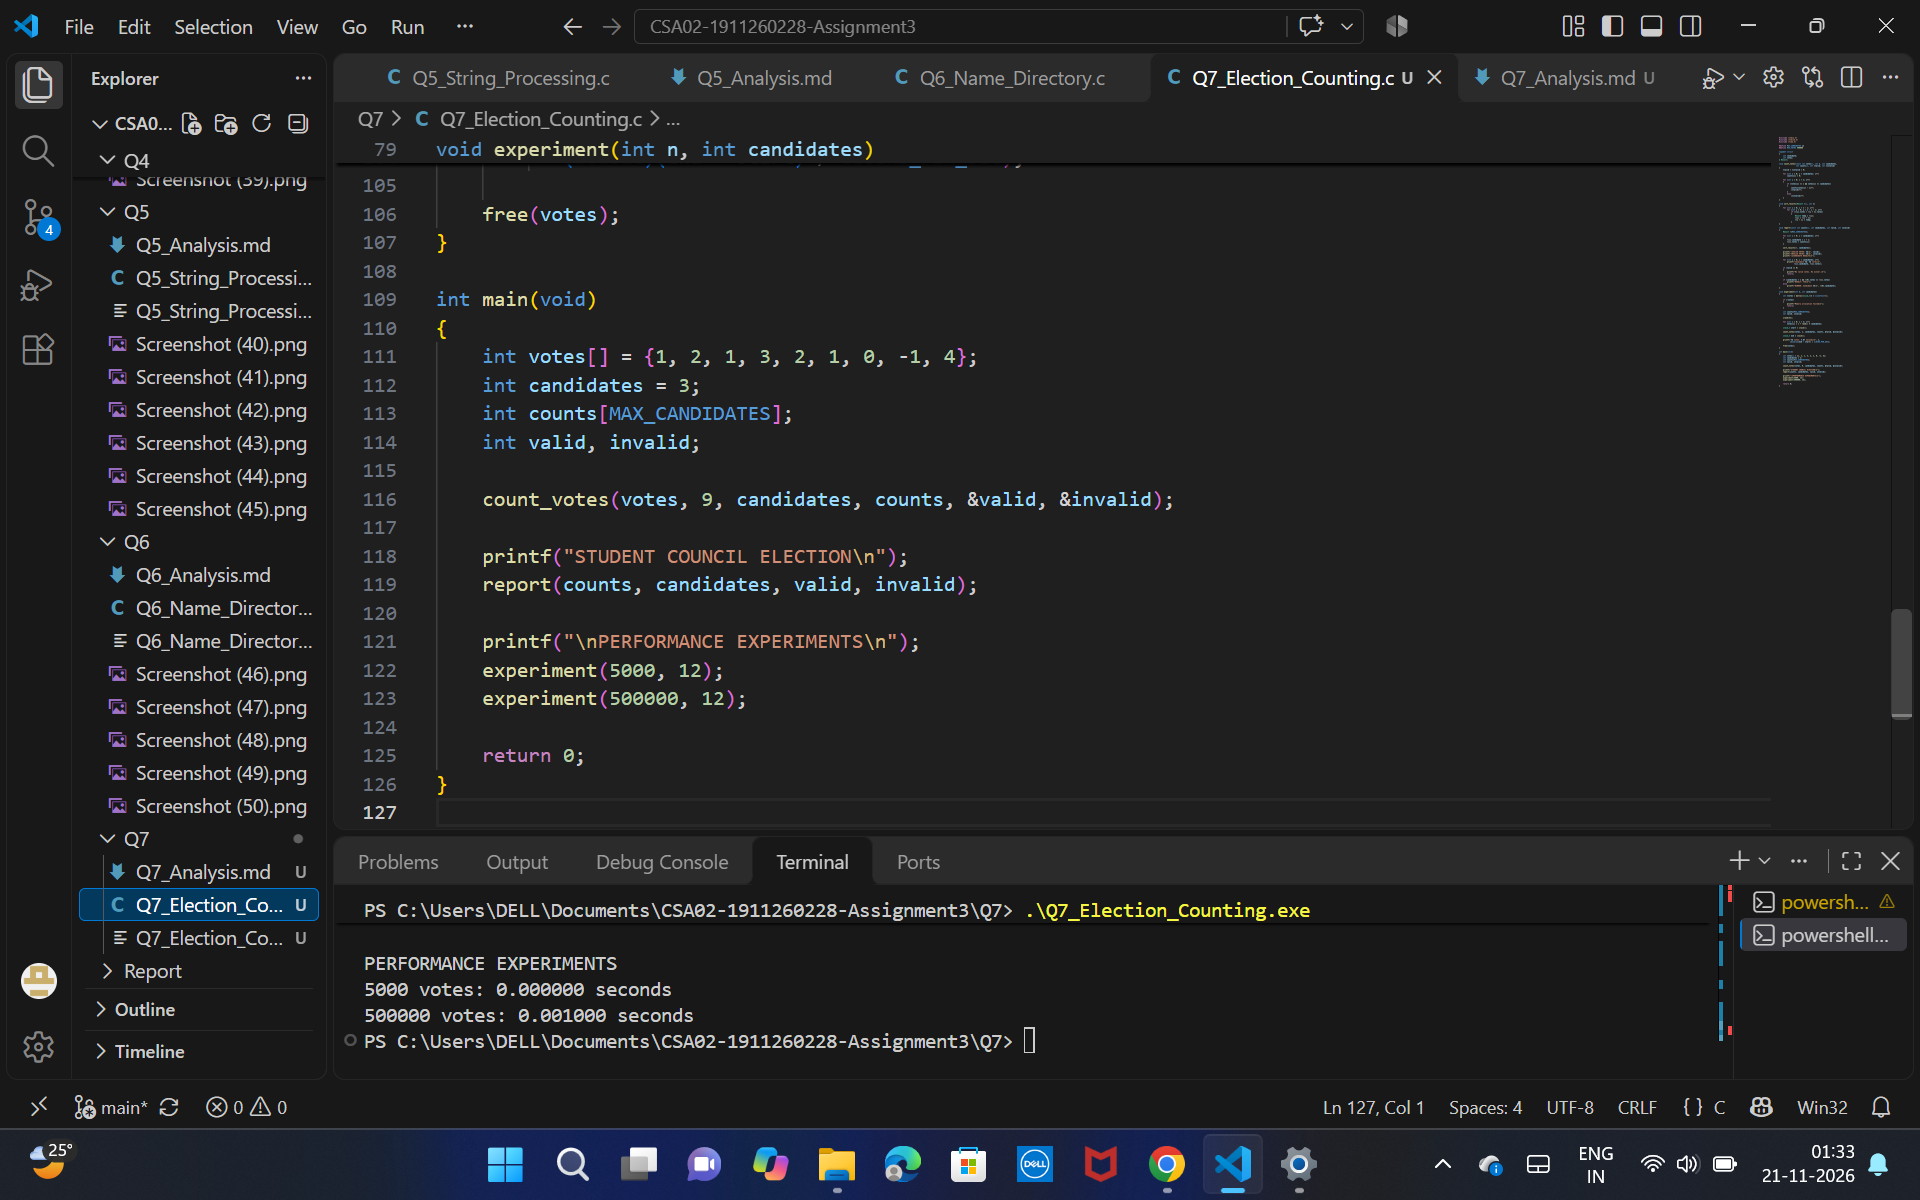 File Edit Selection View Go Run ···
CSA02-1911260228-Assignment3
Explorer ···
CSA0...
Q4
Screenshot (39).png
Q5
Q5_Analysis.md
Q5_String_Processi...
Q5_String_Processi...
Screenshot (40).png
Screenshot (41).png
Screenshot (42).png
Screenshot (43).png
Screenshot (44).png
Screenshot (45).png
Q6
Q6_Analysis.md
Q6_Name_Director...
Q6_Name_Director...
Screenshot (46).png
Screenshot (47).png
Screenshot (48).png
Screenshot (49).png
Screenshot (50).png
Q7
Q7_Analysis.md U
Q7_Election_Co... U
Q7_Election_Co... U
Report
Outline
Timeline
Q5_String_Processing.c Q5_Analysis.md Q6_Name_Directory.c Q7_Election_Counting.c U Q7_Analysis.md U
Q7 > C Q7_Election_Counting.c > ...
79 void experiment(int n, int candidates)
105
106 free(votes);
107 }
108
109 int main(void)
110 {
111 int votes[] = {1, 2, 1, 3, 2, 1, 0, -1, 4};
112 int candidates = 3;
113 int counts[MAX_CANDIDATES];
114 int valid, invalid;
115
116 count_votes(votes, 9, candidates, counts, &valid, &invalid);
117
118 printf("STUDENT COUNCIL ELECTION\n");
119 report(counts, candidates, valid, invalid);
120
121 printf("\nPERFORMANCE EXPERIMENTS\n");
122 experiment(5000, 12);
123 experiment(500000, 12);
124
125 return 0;
126 }
127
Problems Output Debug Console Terminal Ports
PS C:\Users\DELL\Documents\CSA02-1911260228-Assignment3\Q7> .\Q7_Election_Counting.exe
PERFORMANCE EXPERIMENTS
5000 votes: 0.000000 seconds
500000 votes: 0.001000 seconds
PS C:\Users\DELL\Documents\CSA02-1911260228-Assignment3\Q7>
powersh...
powershell...
4
main* 0 0
Ln 127, Col 1 Spaces: 4 UTF-8 CRLF {} C Win32
25°
DELL
ENG
IN
01:33
21-11-2026